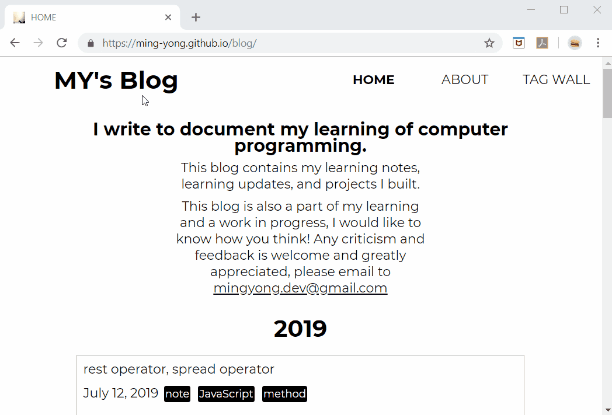 HOME
https://ming-yong.github.io/blog/
MY's Blog
HOME ABOUT TAG WALL
I write to document my learning of computer
programming.
This blog contains my learning notes,
learning updates, and projects I built.
This blog is also a part of my learning
and a work in progress, I would like to
know how you think! Any criticism and
feedback is welcome and greatly
appreciated, please email to
mingyong.dev@gmail.com
2019
rest operator, spread operator
July 12, 2019 note JavaScript method